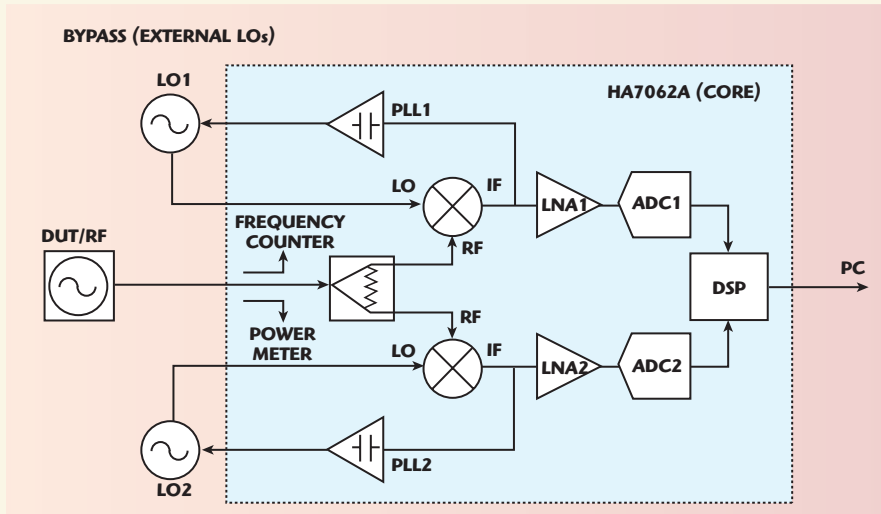 BYPASS (EXTERNAL LOs)
LO1
HA7062A (CORE)
PLL1
LO
IF
LNA1
ADC1
FREQUENCY
COUNTER
RF
DUT/RF
DSP
PC
POWER
METER
RF
LO
IF
LNA2
ADC2
PLL2
LO2